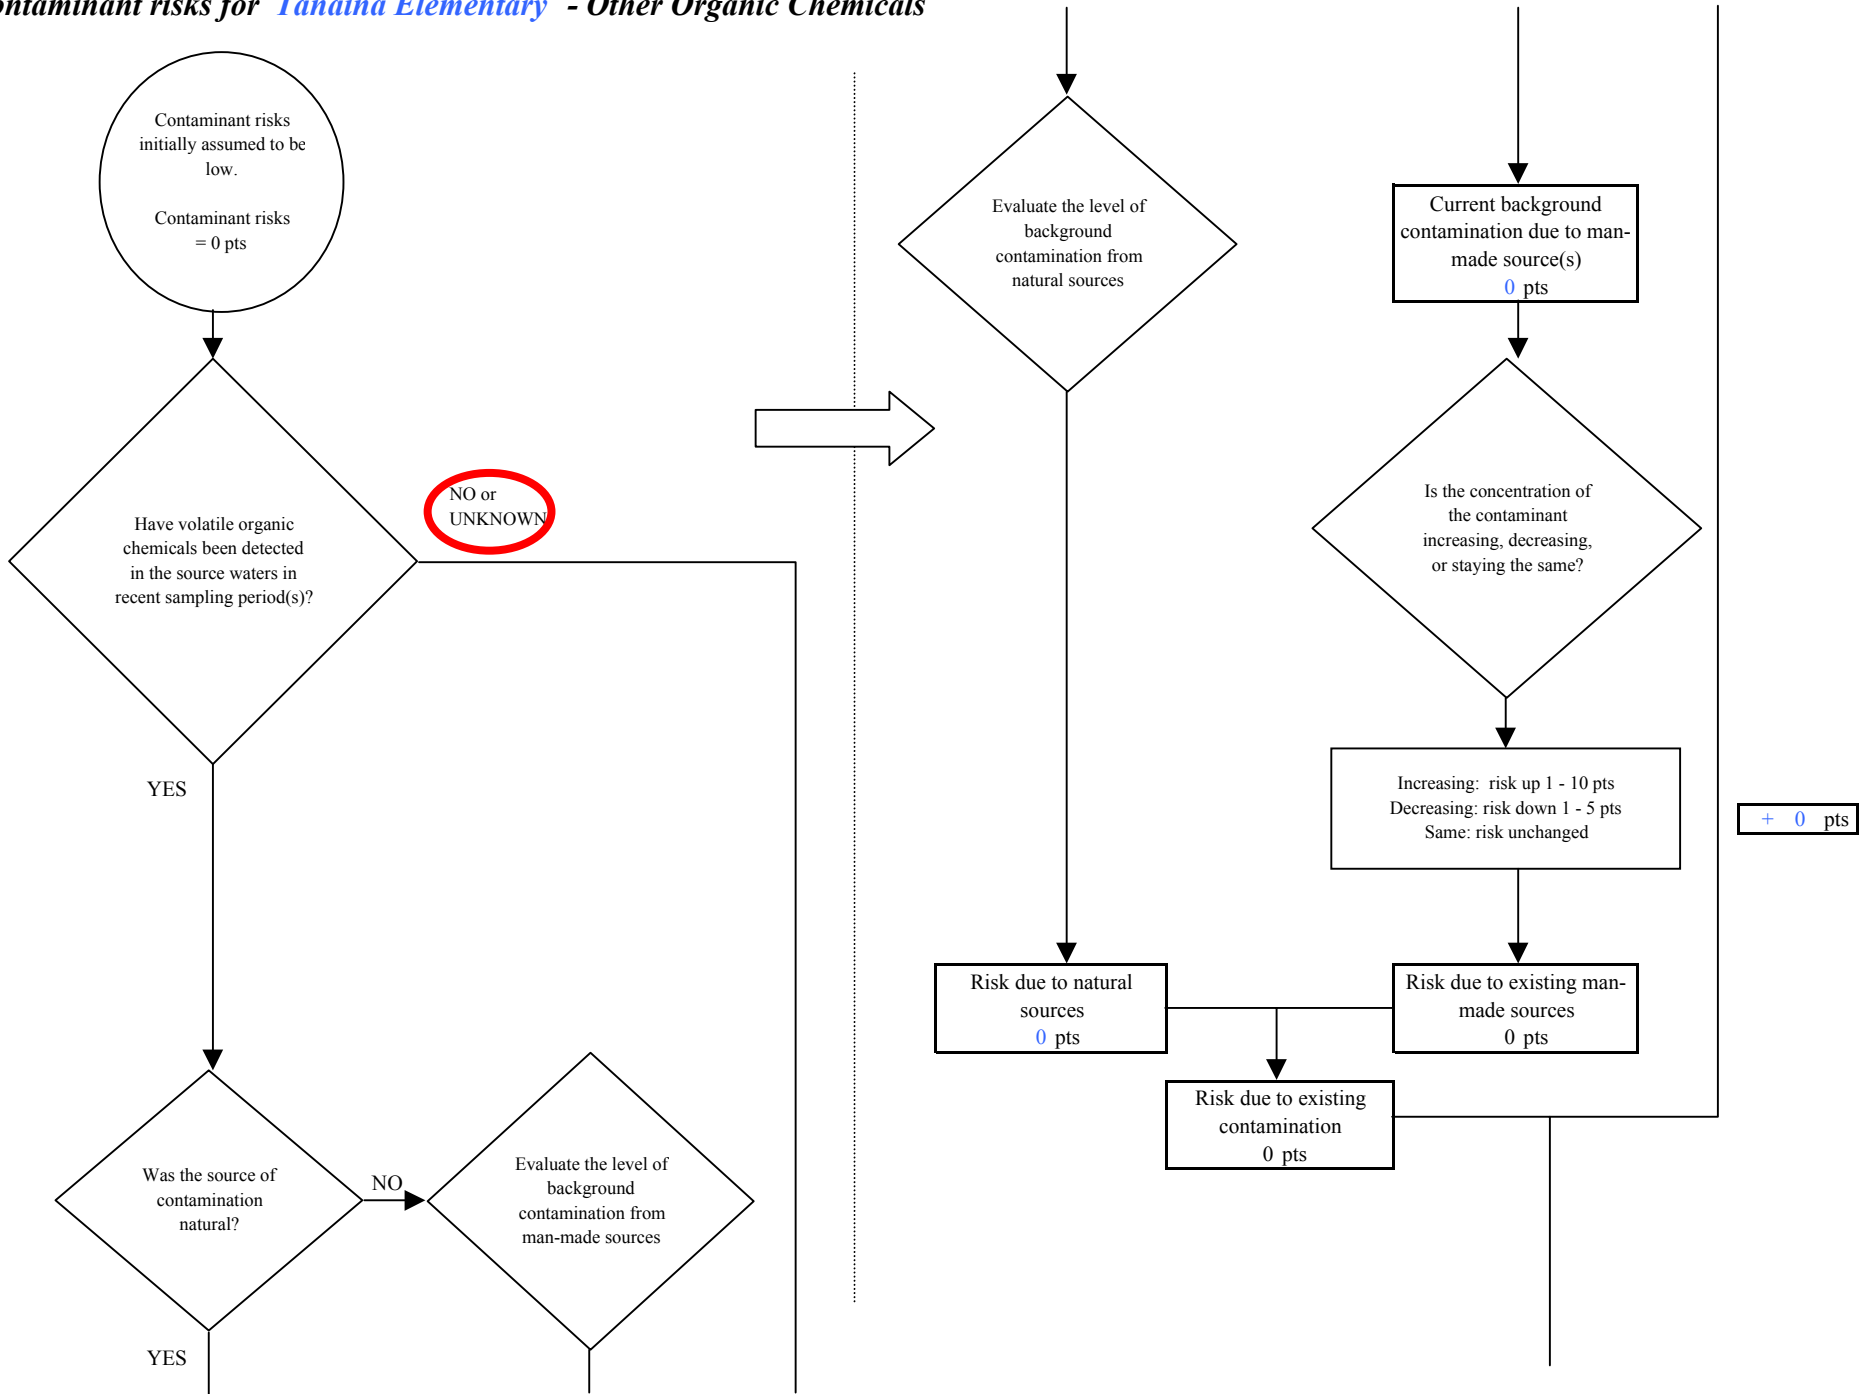 ontaminant risks for Tanaina Elementary - Other Organic Chemicals
Contaminant risks
initially assumed to be
low.
Contaminant risks
= 0 pts
Have volatile organic
chemicals been detected
in the source waters in
recent sampling period(s)?
NO or
UNKNOWN
YES
Was the source of
contamination
natural?
NO
Evaluate the level of
background
contamination from
man-made sources
YES
Evaluate the level of
background
contamination from
natural sources
Current background
contamination due to man-
made source(s)
0 pts
Is the concentration of
the contaminant
increasing, decreasing,
or staying the same?
Increasing: risk up 1 - 10 pts
Decreasing: risk down 1 - 5 pts
Same: risk unchanged
+ 0 pts
Risk due to natural
sources
0 pts
Risk due to existing man-
made sources
0 pts
Risk due to existing
contamination
0 pts